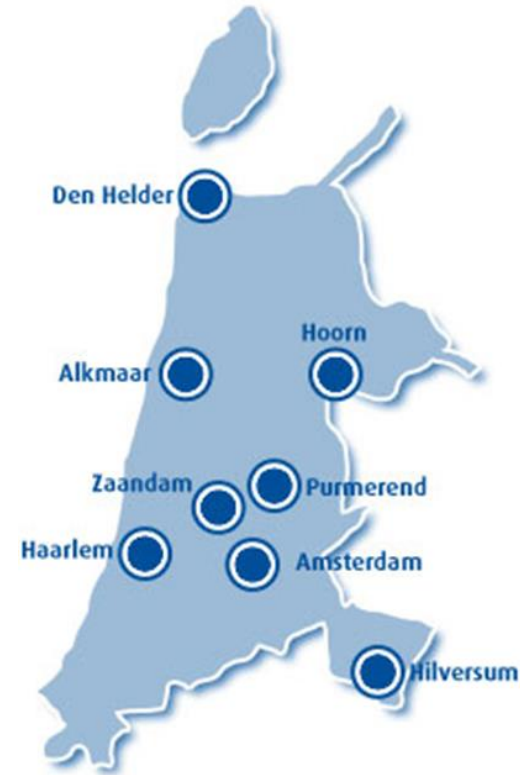 Den Helder
Hoorn
Alkmaar
Zaandam
Purmerend
Haarlem
Amsterdam
Hilversum